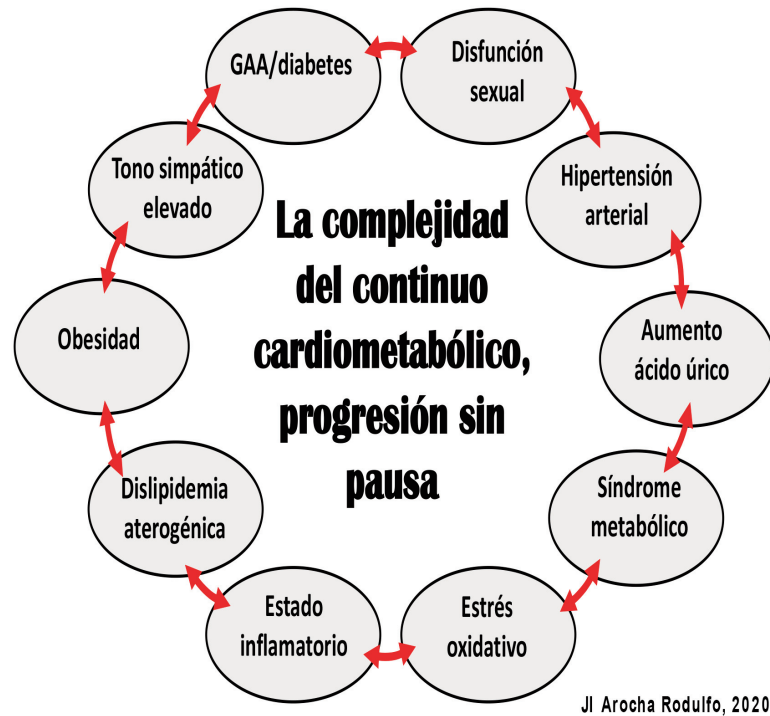 GAA/diabetes
Disfunción
sexual
Tono simpático
elevado
Hipertensión
arterial
La complejidad
del continuo
cardiometabólico,
progresión sin
pausa
Obesidad
Aumento
ácido úrico
Dislipidemia
aterogénica
Síndrome
metabólico
Estado
inflamatorio
Estrés
oxidativo
JI Arocha Rodulfo, 2020